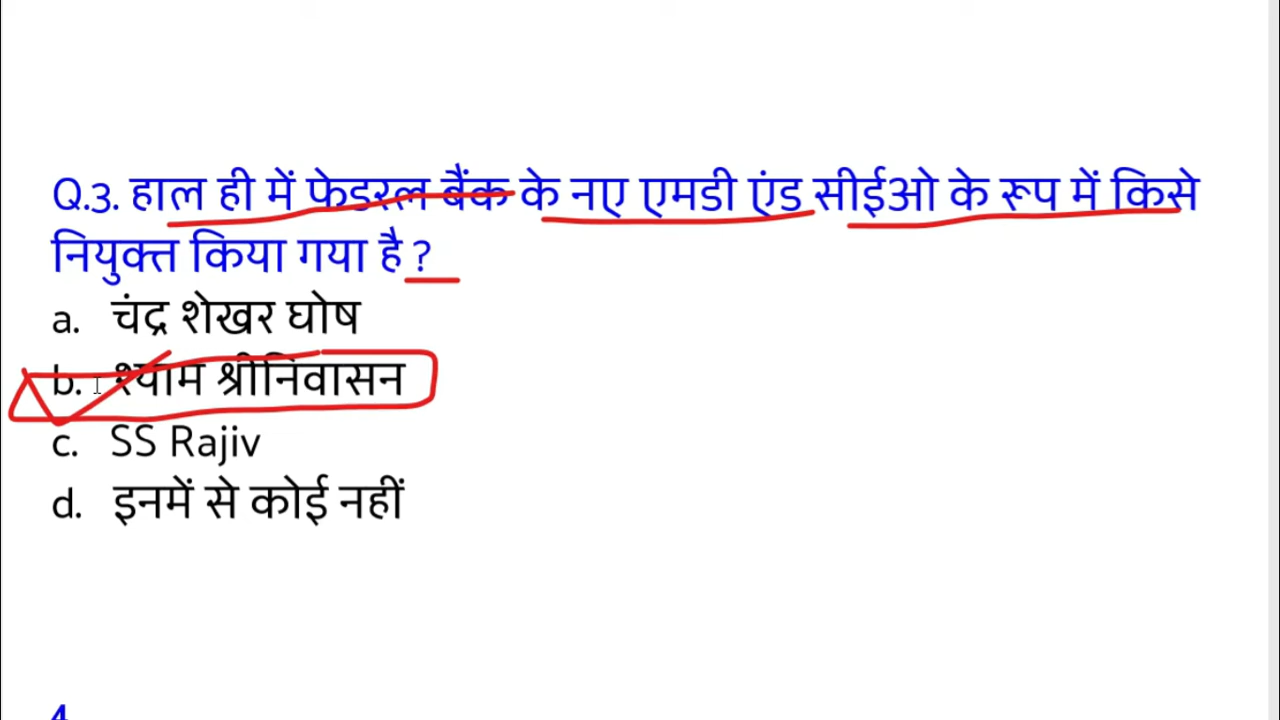 Q.3. हाल ही में फेडरल बैंक के नए एमडी एंड सीईओ के रूप में किसे
नियुक्त किया गया है ?
a. चंद्र शेखर घोष
b. श्याम श्रीनिवासन
c. SS Rajiv
d. इनमें से कोई नहीं
4